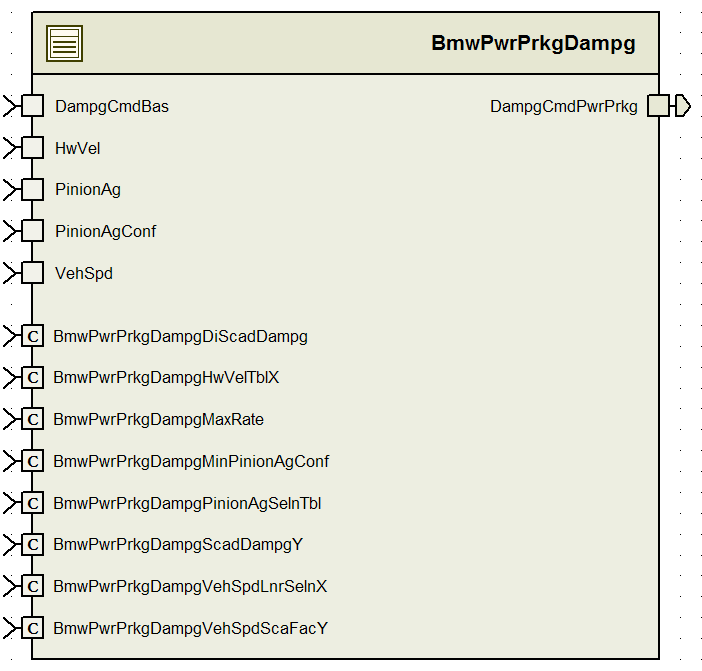 BmwPwrPrkgDampg
DampgCmdBas
DampgCmdPwrPrkg
HwVel
PinionAg
PinionAgConf
VehSpd
C BmwPwrPrkgDampgDiScadDampg
C BmwPwrPrkgDampgHwVelTblX
C BmwPwrPrkgDampgMaxRate
C BmwPwrPrkgDampgMinPinionAgConf
C BmwPwrPrkgDampgPinionAgSelnTbl
C BmwPwrPrkgDampgScadDampgY
C BmwPwrPrkgDampgVehSpdLnrSelnX
C BmwPwrPrkgDampgVehSpdScaFacY